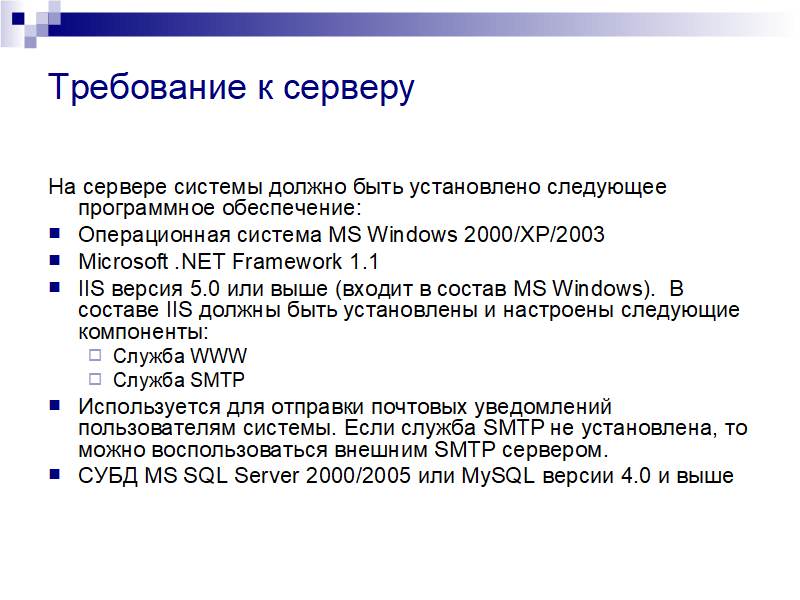 Требование к серверу
На сервере системы должно быть установлено следующее
программное обеспечение:
Операционная система MS Windows 2000/XP/2003
Microsoft .NET Framework 1.1
IIS версия 5.0 или выше (входит в состав MS Windows).  В
составе IIS должны быть установлены и настроены следующие
компоненты:
Служба WWW
Служба SMTP
Используется для отправки почтовых уведомлений
пользователям системы. Если служба SMTP не установлена, то
можно воспользоваться внешним SMTP сервером.
СУБД MS SQL Server 2000/2005 или MySQL версии 4.0 и выше